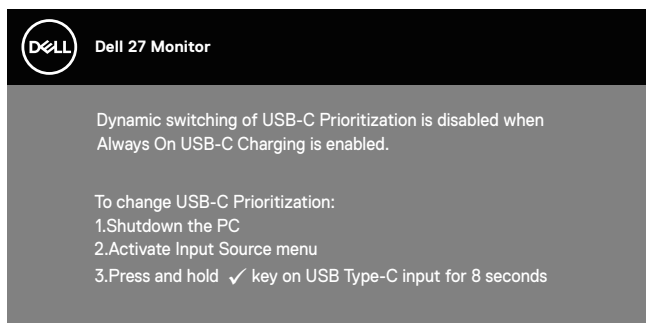 DELL
Dell 27 Monitor
Dynamic switching of USB-C Prioritization is disabled when
Always On USB-C Charging is enabled.
To change USB-C Prioritization:
1.Shutdown the PC
2.Activate Input Source menu
3.Press and hold ✓ key on USB Type-C input for 8 seconds